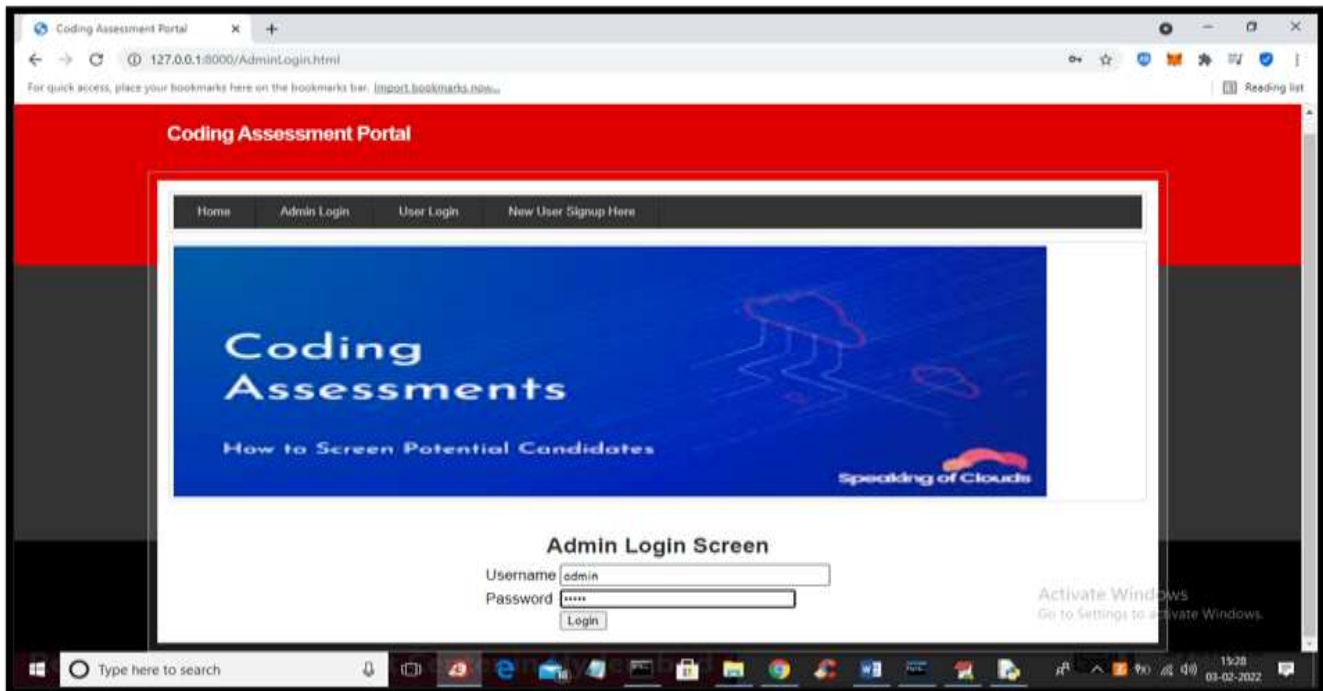 Coding Assessment Portal
127.0.0.1:8000/AdminLogin.html
For quick access, place your bookmarks here on the bookmarks bar. Import bookmarks now...
Reading list
Coding Assessment Portal
Home Admin Login User Login New User Signup Here
Coding
Assessments
How to Screen Potential Candidates
Speaking of Clouds
Admin Login Screen
Username admin
Password •••••
Login
Activate Windows
Go to Settings to activate Windows.
Type here to search
15:28
03-02-2022